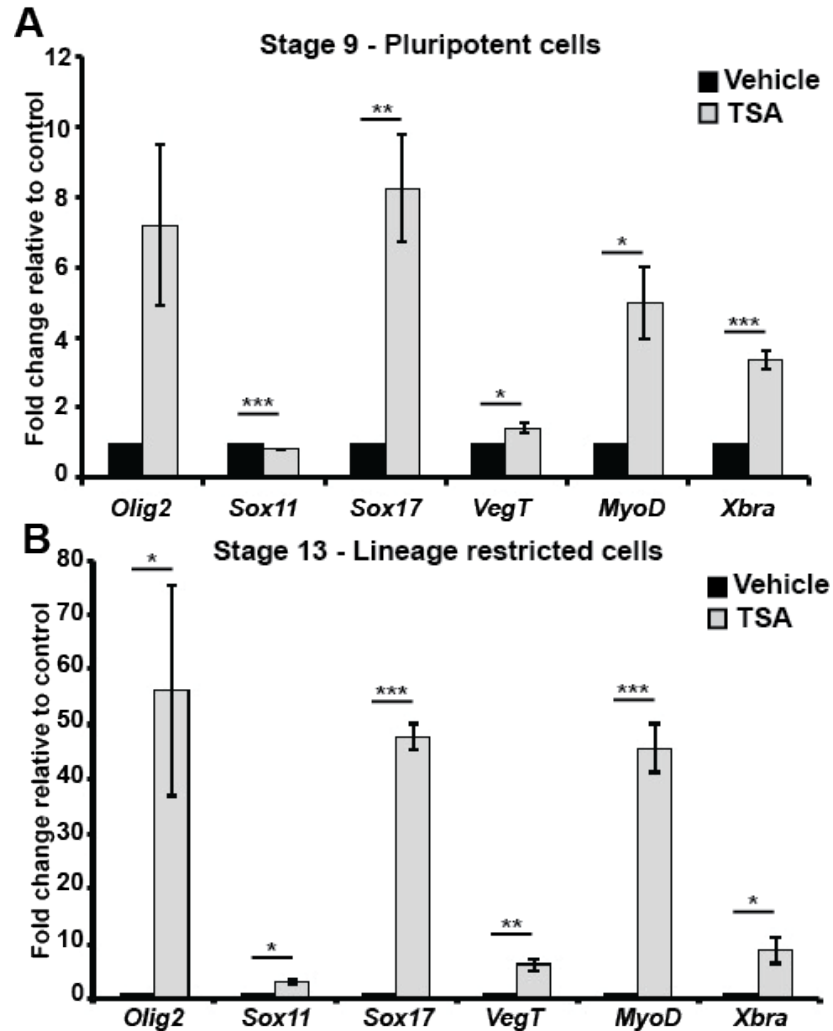 A
Stage 9 - Pluripotent cells
Vehicle
TSA
Fold change relative to control
12
10
8
6
4
2
0
**
***
*
*
***
Olig2 Sox11 Sox17 VegT MyoD Xbra
B
Stage 13 - Lineage restricted cells
Vehicle
TSA
Fold change relative to control
80
70
60
50
40
30
20
10
0
*
*
***
**
***
*
Olig2 Sox11 Sox17 VegT MyoD Xbra